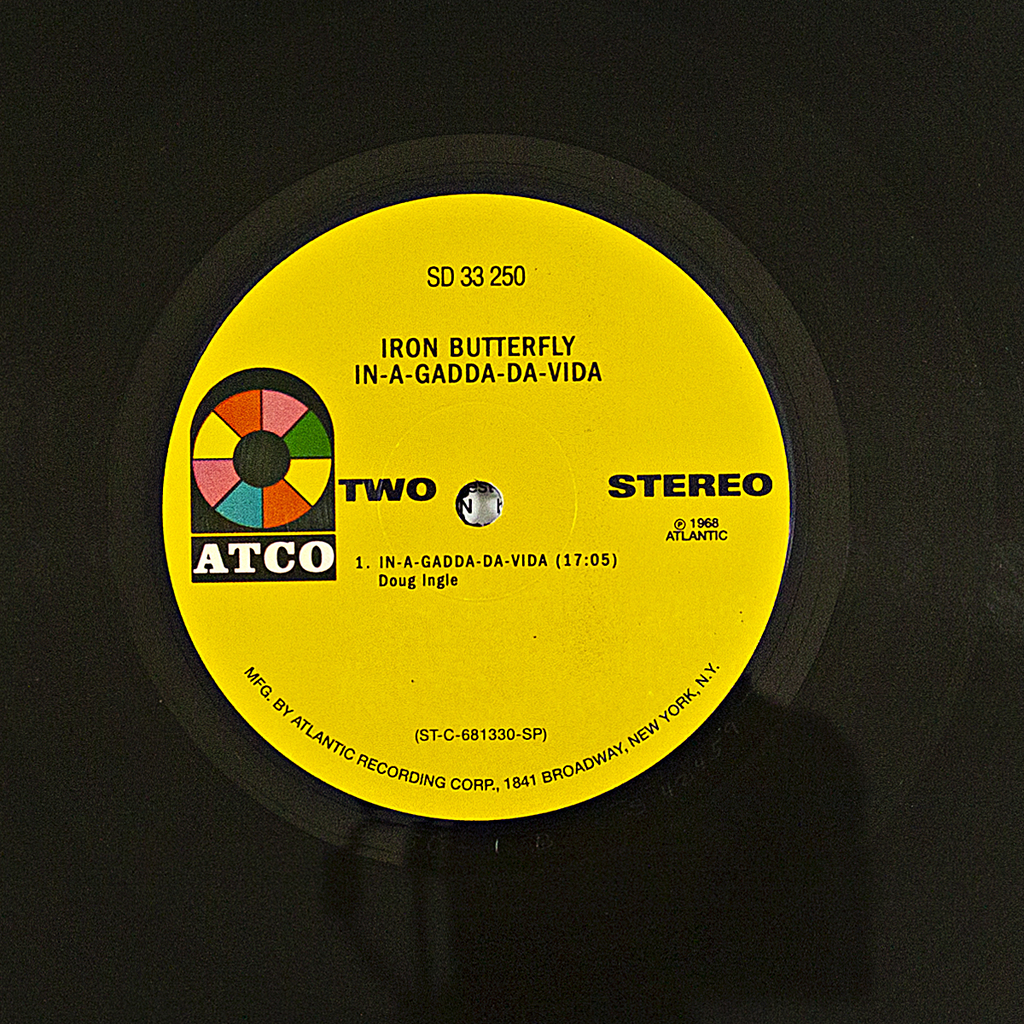 SD 33 250
IRON BUTTERFLY
IN-A-GADDA-DA-VIDA
TWO
STEREO
℗ 1968
ATLANTIC
ATCO
1. IN-A-GADDA-DA-VIDA (17:05)
Doug Ingle
(ST-C-681330-SP)
MFG. BY ATLANTIC RECORDING CORP., 1841 BROADWAY, NEW YORK, N.Y.